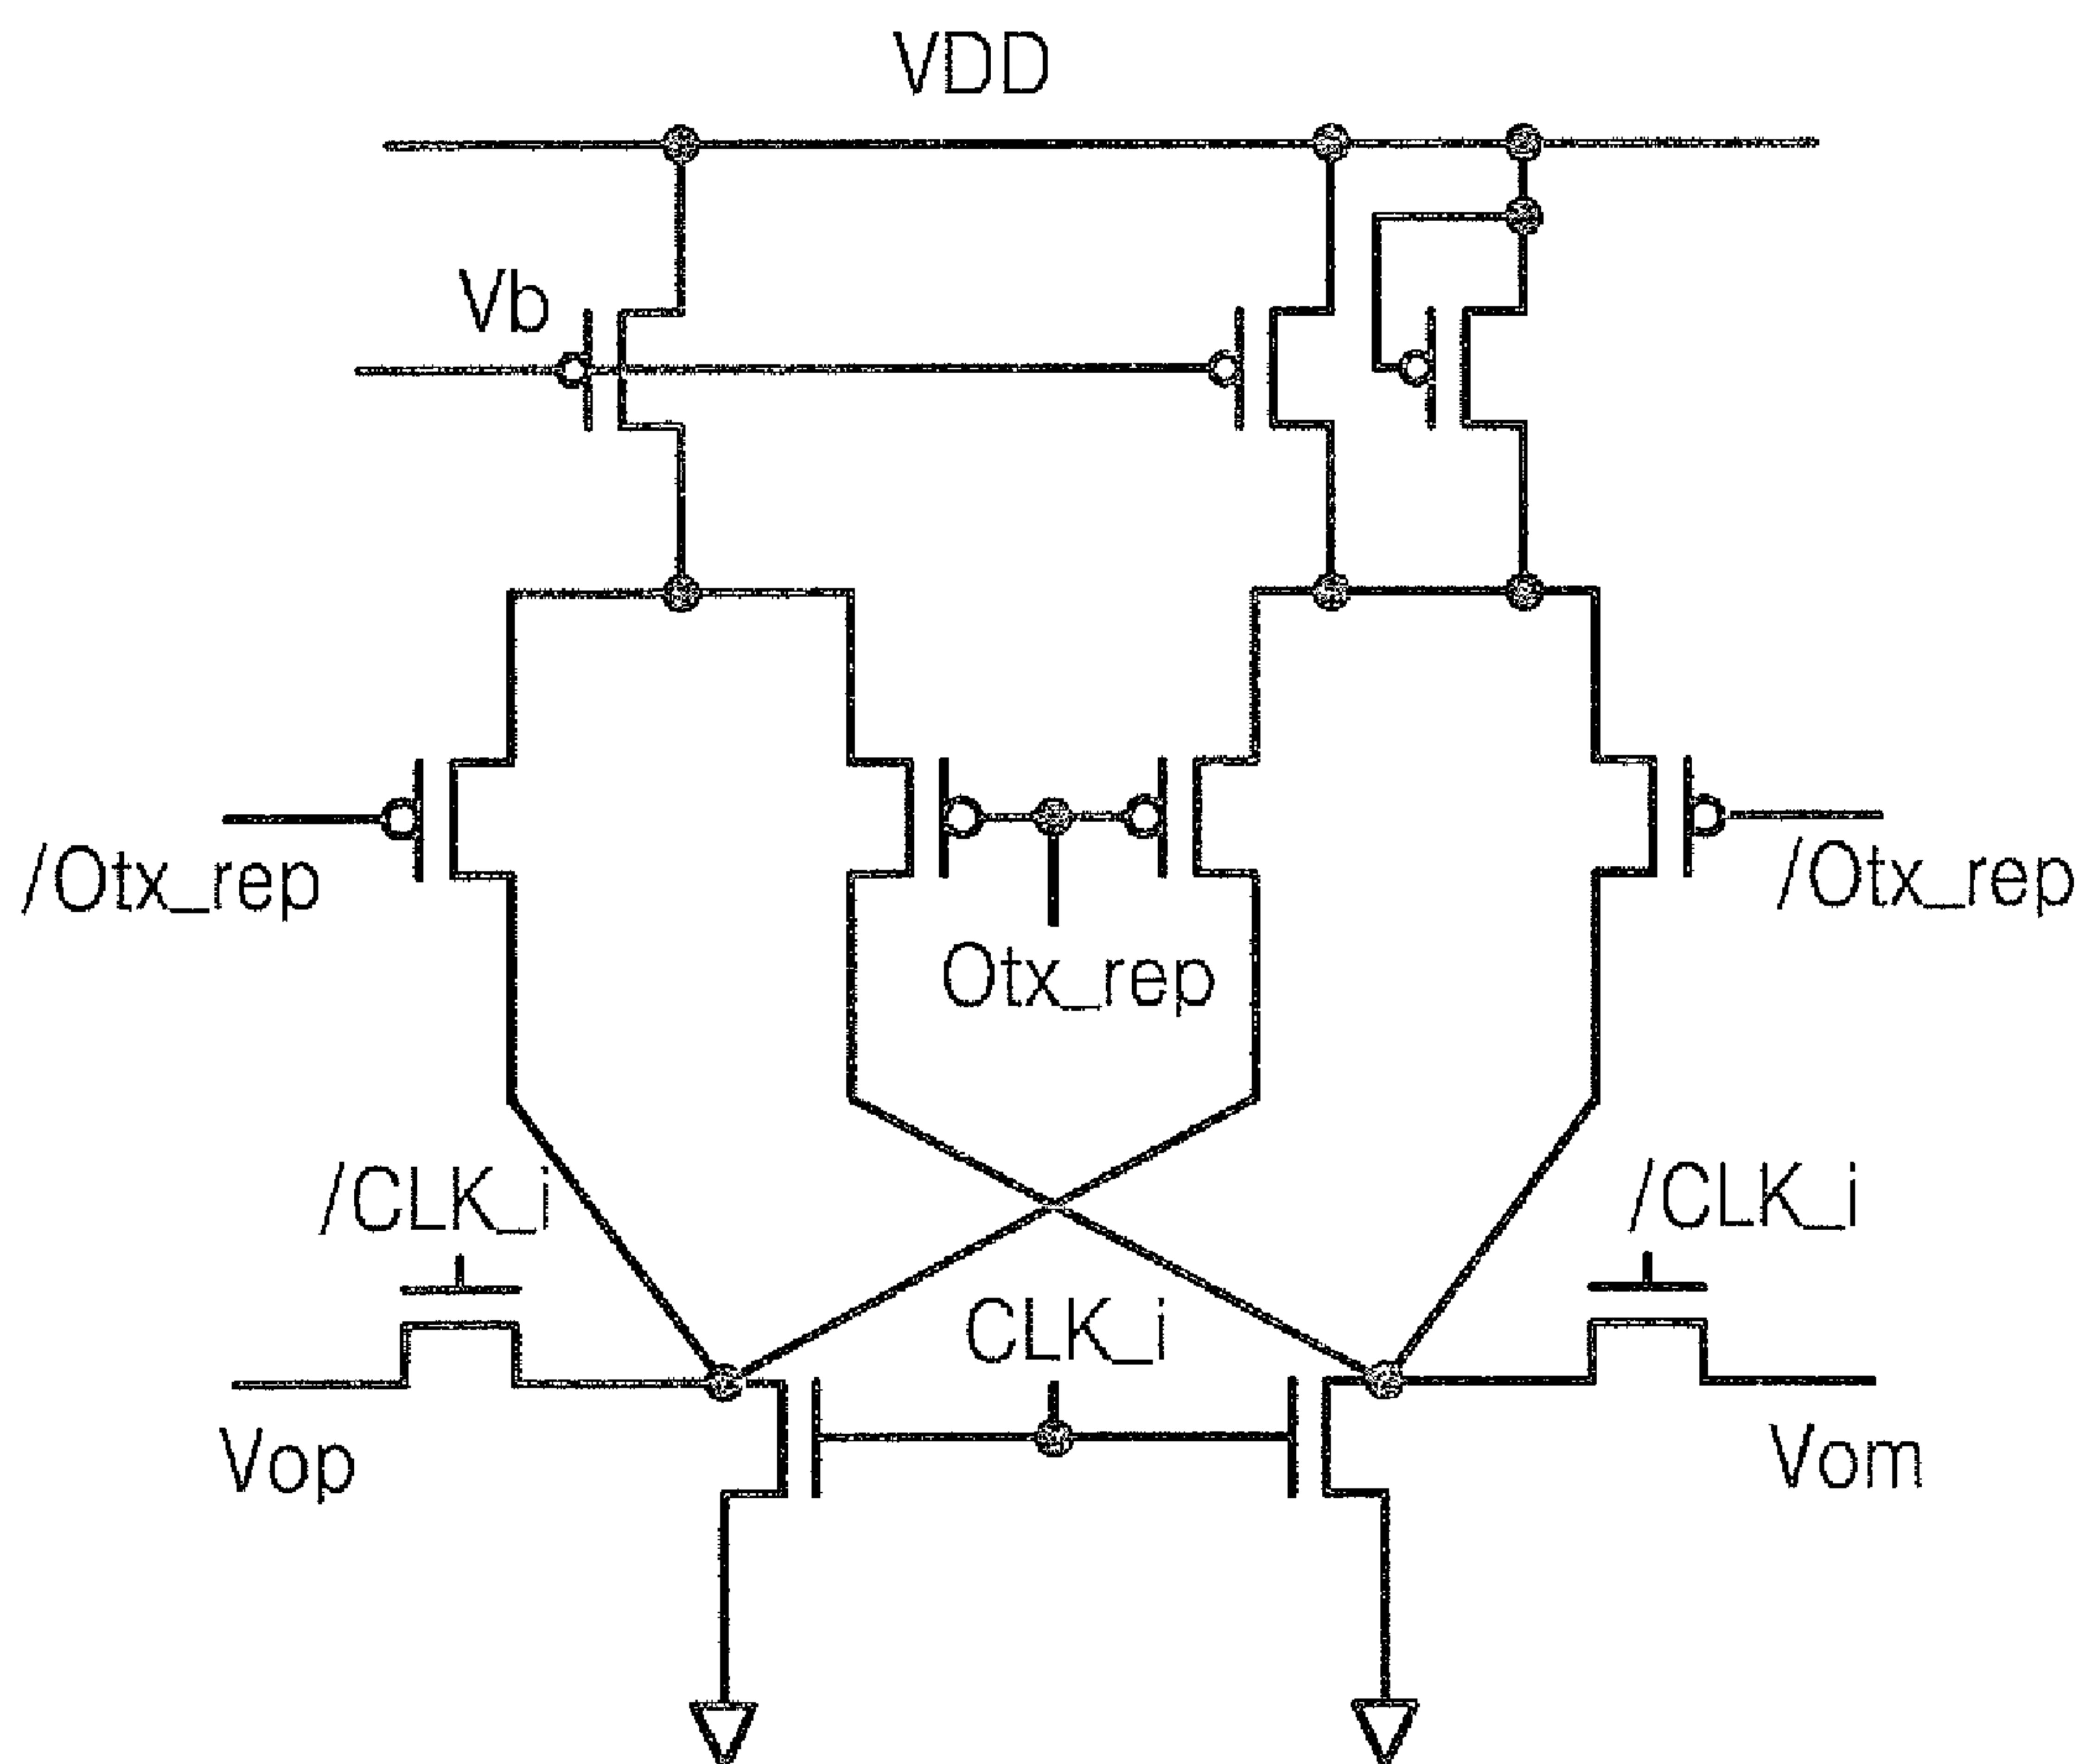 VDD
Vb
/Otx_rep
/Otx_rep
Otx_rep
/CLK_i
/CLK_i
CLK_i
Vop
Vom